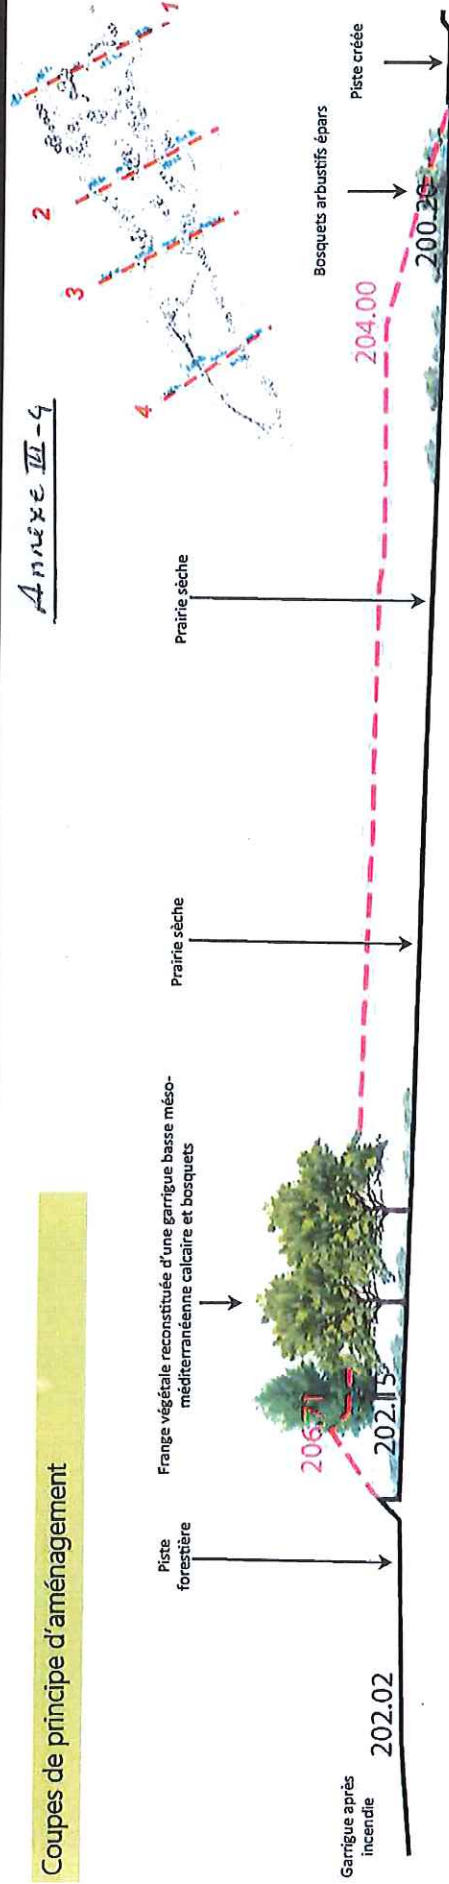 Coupes de principe d'aménagement
Annexe III-4
1
2
3
4
Garrigue après
incendie
202.02
Piste
forestière
Frange végétale reconstituée d'une garrigue basse méso-
méditerranéenne calcaire et bosquets
206.71
202.15
Prairie sèche
Prairie sèche
204.00
Bosquets arbustifs épars
Piste créée